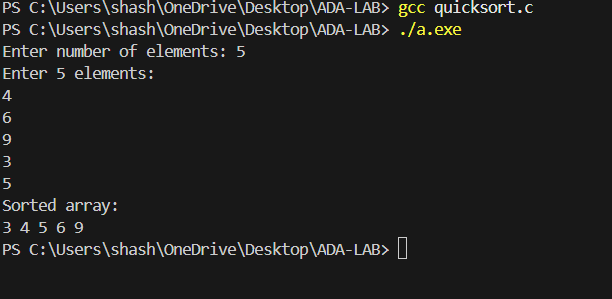 PS C:\Users\shash\OneDrive\Desktop\ADA-LAB> gcc quicksort.c
PS C:\Users\shash\OneDrive\Desktop\ADA-LAB> ./a.exe
Enter number of elements: 5
Enter 5 elements:
4
6
9
3
5
Sorted array:
3 4 5 6 9
PS C:\Users\shash\OneDrive\Desktop\ADA-LAB>